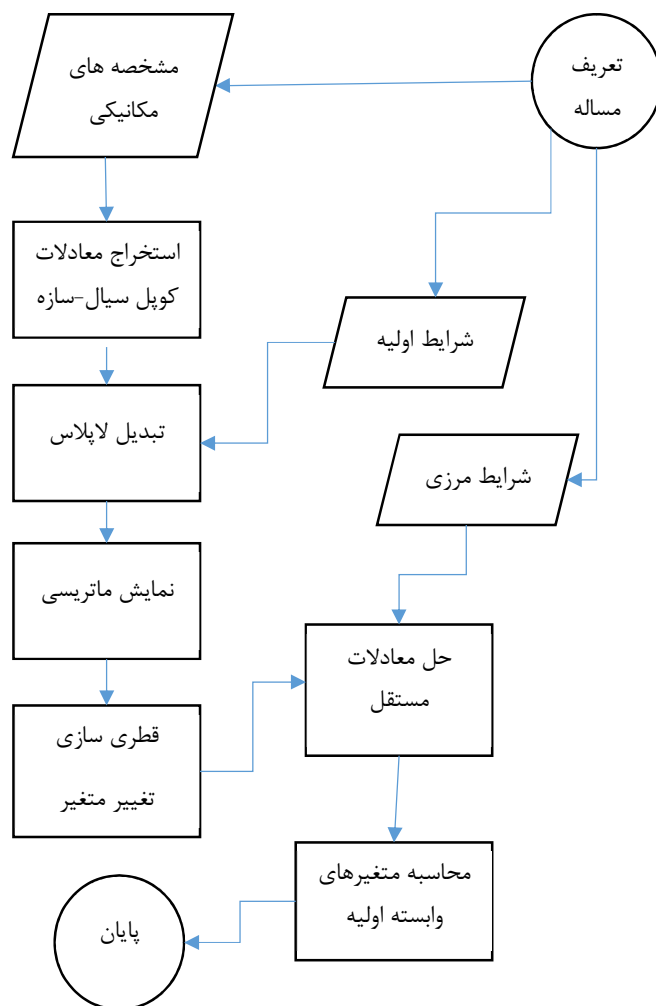 تعریف
مساله
مشخصه های
مکانیکی
استخراج معادلات
کوپل سیال-سازه
شرایط اولیه
تبدیل لاپلاس
شرایط مرزی
نمایش ماتریسی
حل معادلات
مستقل
قطری سازی
تغییر متغیر
محاسبه متغیرهای
وابسته اولیه
پایان